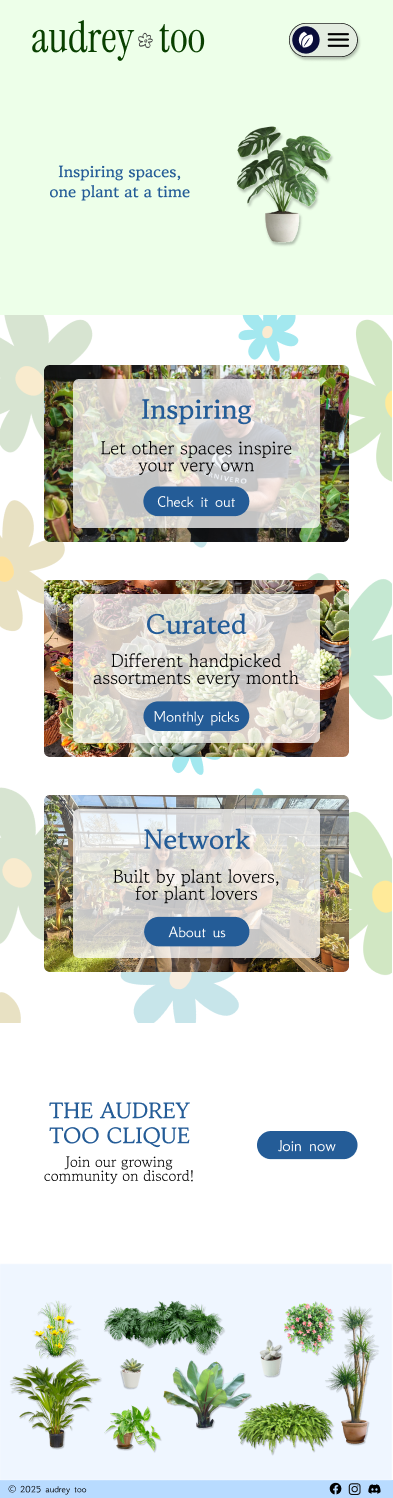 audrey too
Inspiring spaces,
one plant at a time
Inspiring
Let other spaces inspire
your very own
Check it out
Curated
Different handpicked
assortments every month
Monthly picks
Network
Built by plant lovers,
for plant lovers
About us
THE AUDREY
TOO CLIQUE
Join our growing
community on discord!
Join now
© 2025 audrey too